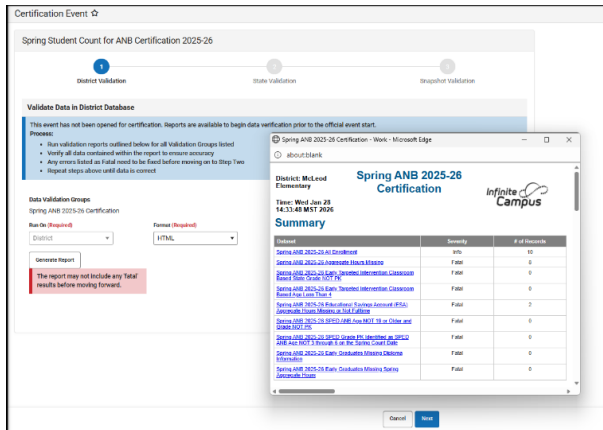 Certification Event ☆
Spring Student Count for ANB Certification 2025-26
1
2
3
District Validation
State Validation
Snapshot Validation
Validate Data in District Database
This event has not been opened for certification. Reports are available to begin data verification prior to the official event start.
Process:
• Run validation reports outlined below for all Validation Groups listed
• Verify all data contained within the report to ensure accuracy
• Any errors listed as Fatal need to be fixed before moving on to Step Two
• Repeat steps above until data is correct
Data Validation Groups
Spring ANB 2025-26 Certification
Run On (Required)
Format (Required)
District
HTML
Generate Report
The report may not include any 'fatal'
results before moving forward.
Spring ANB 2025-26 Certification - Work - Microsoft Edge
about:blank
District: McLeod
Elementary
Time: Wed Jan 28
14:33:48 MST 2026
Spring ANB 2025-26
Certification
Infinite
Campus
Summary
Dataset Severity # of Records
Spring ANB 2025-26 All Enrollment Info 10
Spring ANB 2025-26 Aggregate Hours Missing Fatal
Spring ANB 2025-26 Early Targeted Intervention Classroom Fatal 0
Based State Grade NOT PK
Spring ANB 2025-26 Early Targeted Intervention Classroom Fatal 0
Based Age Less Than 4
Spring ANB 2025-26 Educational Savings Account (ESA) Fatal 2
Aggregate Hours Missing or Not Fulltime
Spring ANB 2025-26 SPED ANB Age NOT 19 or Older and Fatal 0
Grade NOT PK
Spring ANB 2025-26 SPED Grade PK Identified as SPED Fatal 0
ANB Age NOT 3 through 6 on the Spring Count Date
Spring ANB 2025-26 Early Graduates Missing Diploma Fatal 0
Information
Spring ANB 2025-26 Early Graduates Missing Spring Fatal 0
Aggregate Hours
Cancel
Next